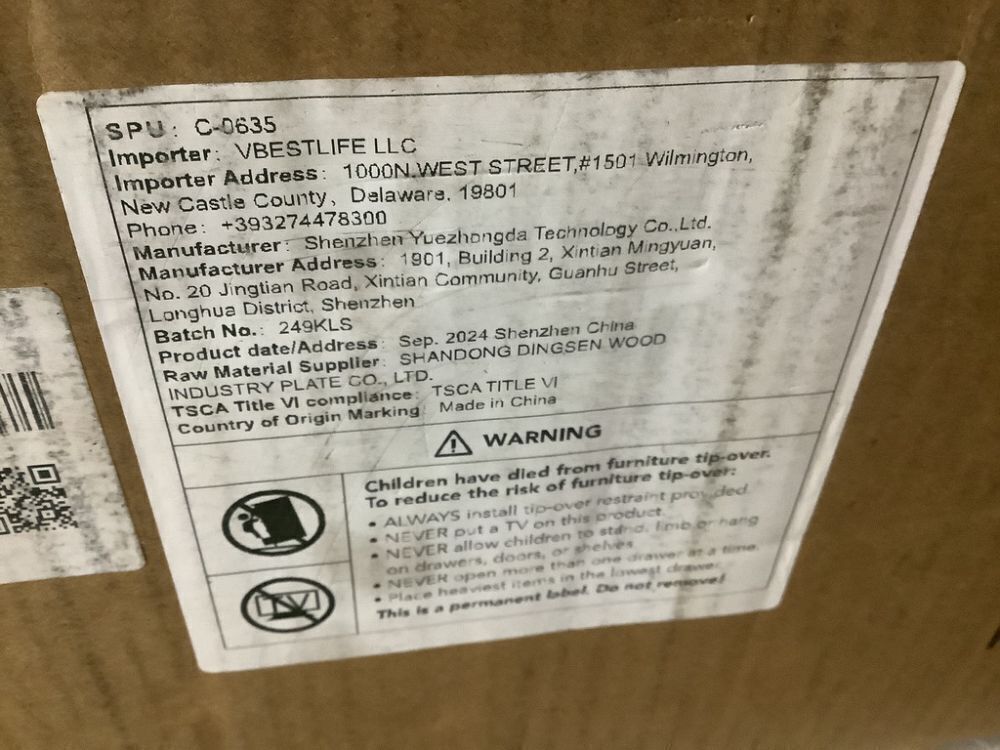 SPU: C-0635
Importer: VBESTLIFE LLC
Importer Address: 1000N.WEST STREET,#1501 Wilmington,
New Castle County, Delaware, 19801
Phone: +393274478300
Manufacturer: Shenzhen Yuezhongda Technology Co.,Ltd.
Manufacturer Address: 1901, Building 2, Xintian Mingyuan,
No. 20 Jingtian Road, Xintian Community, Guanhu Street,
Longhua District, Shenzhen
Batch No.: 249KLS
Product date/Address: Sep. 2024 Shenzhen China
Raw Material Supplier: SHANDONG DINGSEN WOOD
INDUSTRY PLATE CO., LTD.
TSCA Title VI compliance: TSCA TITLE VI
Country of Origin Marking: Made in China
WARNING
Children have died from furniture tip-over.
To reduce the risk of furniture tip-over:
• ALWAYS install tip-over restraint provided
• NEVER put a TV on this product
• NEVER allow children to stand, limb or hang
on drawers, doors, or shelves
• NEVER open more than one drawer at a time.
• Place heaviest items in the lowest drawer
This is a permanent label. Do not remove!
TV